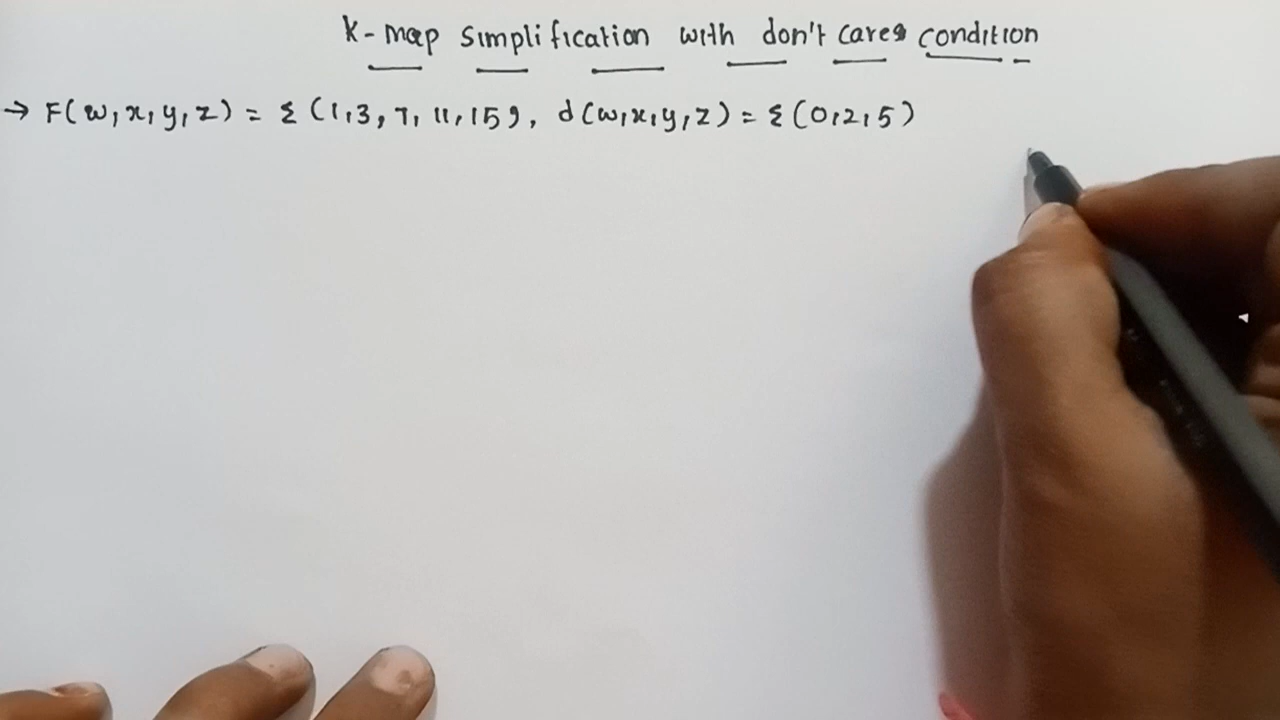 K-map simplification with don't cares condition
→ F(w,x,y,z) = Σ(1,3,7,11,15), d(w,x,y,z) = Σ(0,2,5)